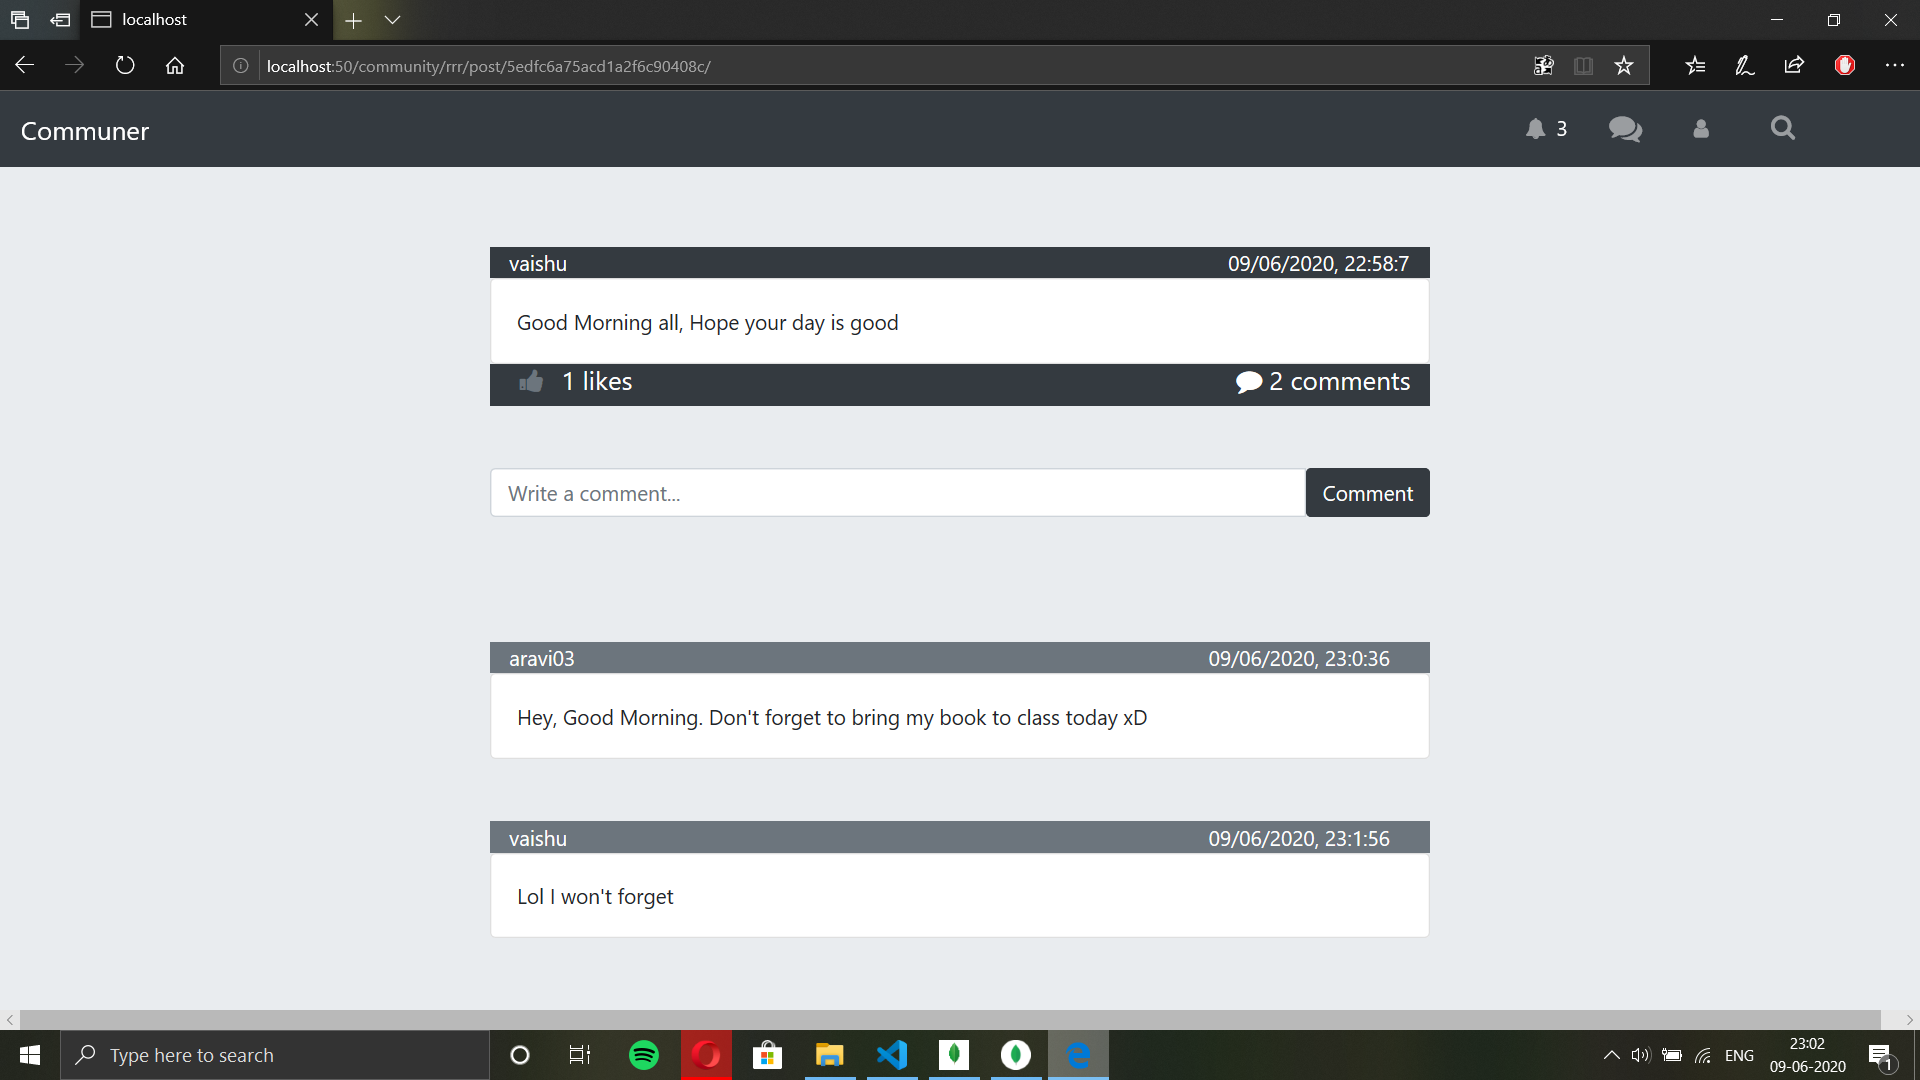 localhost
localhost:50/community/rrr/post/5edfc6a75acd1a2f6c90408c/
Communer
3
vaishu 09/06/2020, 22:58:7
Good Morning all, Hope your day is good
1 likes 2 comments
Write a comment... Comment
aravi03 09/06/2020, 23:0:36
Hey, Good Morning. Don't forget to bring my book to class today xD
vaishu 09/06/2020, 23:1:56
Lol I won't forget
Type here to search
ENG
23:02
09-06-2020
1